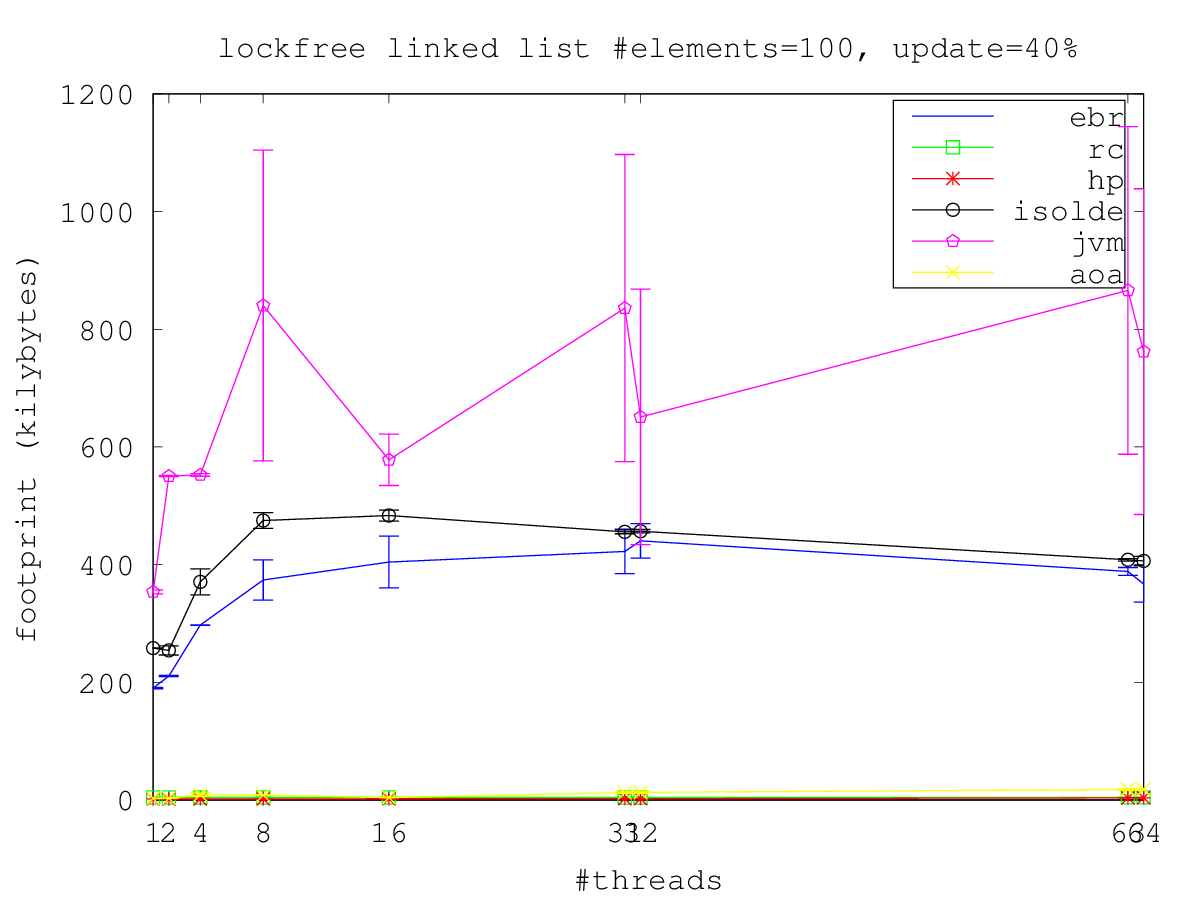 lockfree linked list #elements=100, update=40%
1200
1000
800
600
400
200
0
footprint (kilybytes)
ebr
rc
hp
isolde
jvm
aoa
1 2 4 8 16 31 32 63 64
#threads